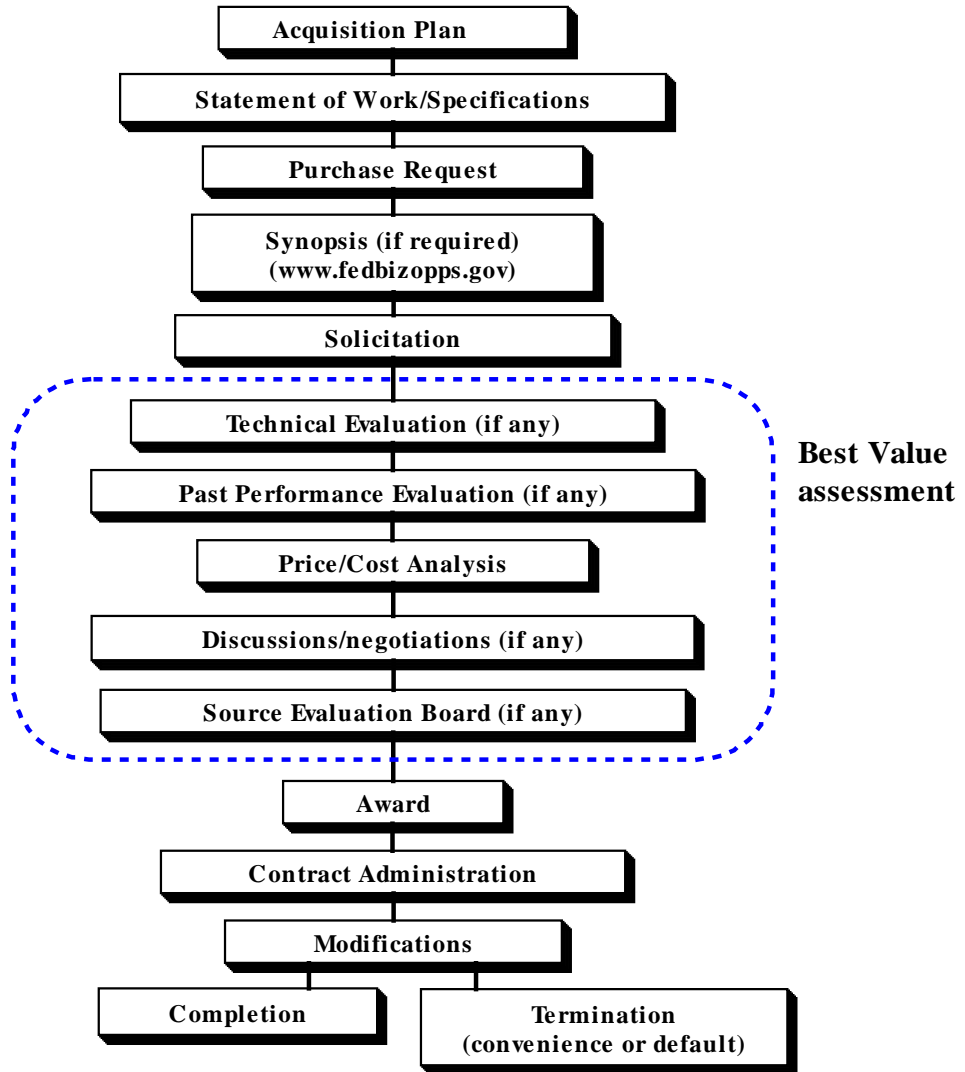 Acquisition Plan
Statement of Work/Specifications
Purchase Request
Synopsis (if required)
(www.fedbizopps.gov)
Solicitation
Technical Evaluation (if any)
Past Performance Evaluation (if any)
Price/Cost Analysis
Discussions/negotiations (if any)
Source Evaluation Board (if any)
Best Value
assessment
Award
Contract Administration
Modifications
Completion
Termination
(convenience or default)